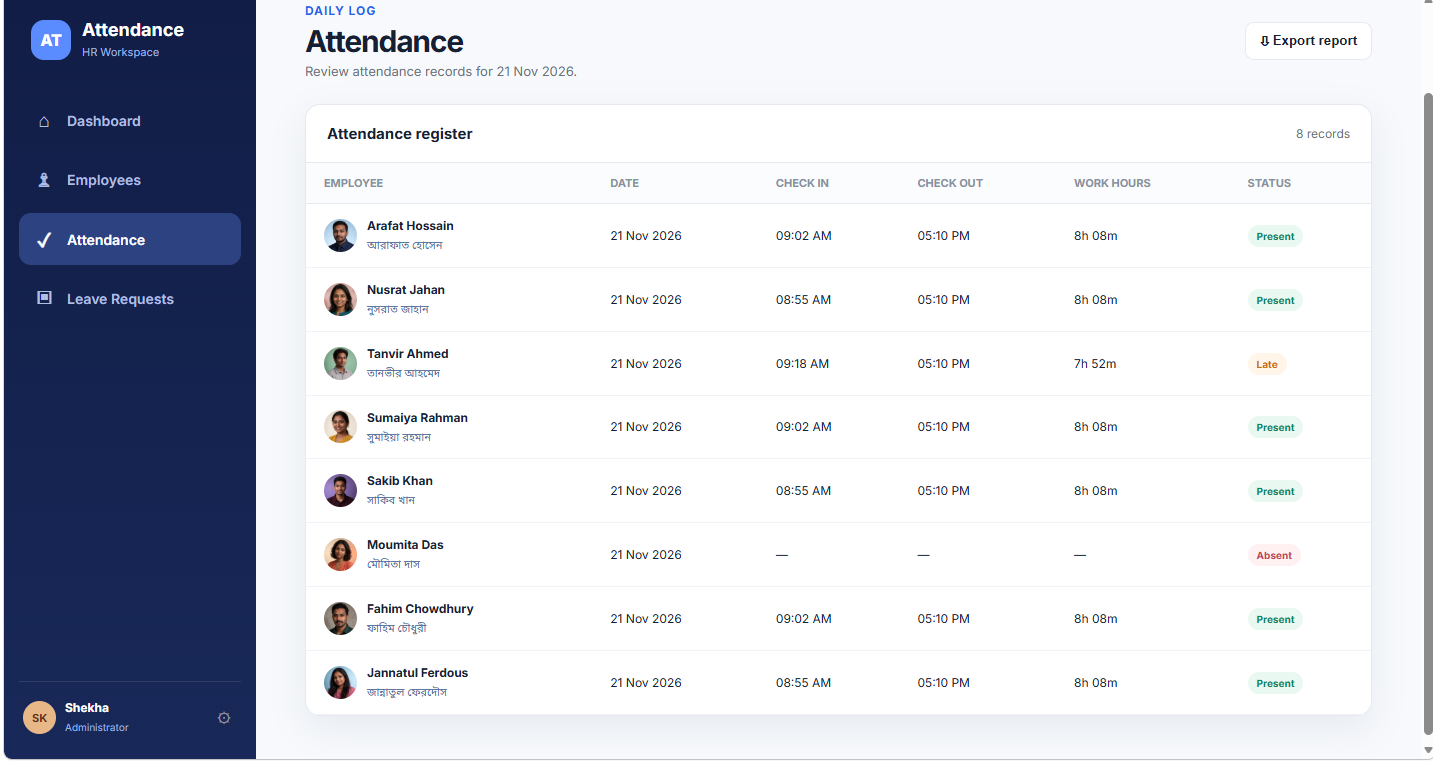 AT
Attendance
HR Workspace
Dashboard
Employees
Attendance
Leave Requests
SK
Shekha
Administrator
DAILY LOG
Attendance
Review attendance records for 21 Nov 2026.
Export report
Attendance register
8 records
EMPLOYEE DATE CHECK IN CHECK OUT WORK HOURS STATUS
Arafat Hossain
আরাফাত হোসেন
21 Nov 2026 09:02 AM 05:10 PM 8h 08m Present
Nusrat Jahan
নুসরাত জাহান
21 Nov 2026 08:55 AM 05:10 PM 8h 08m Present
Tanvir Ahmed
তানভীর আহমেদ
21 Nov 2026 09:18 AM 05:10 PM 7h 52m Late
Sumaiya Rahman
সুমাইয়া রহমান
21 Nov 2026 09:02 AM 05:10 PM 8h 08m Present
Sakib Khan
সাকিব খান
21 Nov 2026 08:55 AM 05:10 PM 8h 08m Present
Moumita Das
মৌমিতা দাস
21 Nov 2026 — — — Absent
Fahim Chowdhury
ফাহিম চৌধুরী
21 Nov 2026 09:02 AM 05:10 PM 8h 08m Present
Jannatul Ferdous
জান্নাতুল ফেরদৌস
21 Nov 2026 08:55 AM 05:10 PM 8h 08m Present